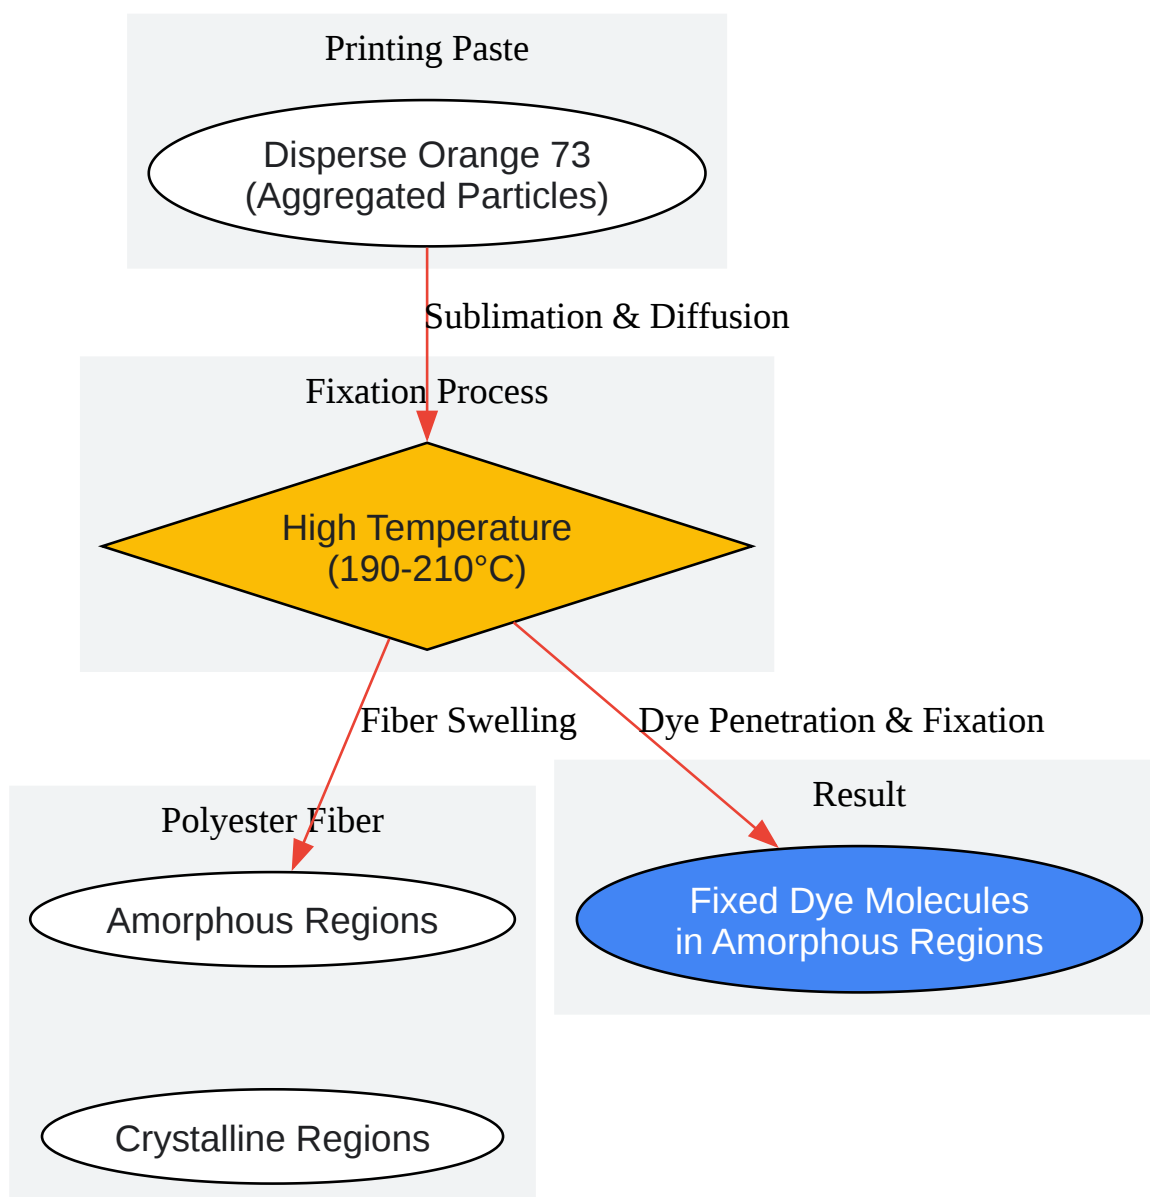 Printing Paste
Disperse Orange 73
(Aggregated Particles)
Sublimation & Diffusion
Fixation Process
High Temperature
(190-210°C)
Fiber Swelling
Dye Penetration & Fixation
Polyester Fiber
Amorphous Regions
Crystalline Regions
Result
Fixed Dye Molecules
in Amorphous Regions